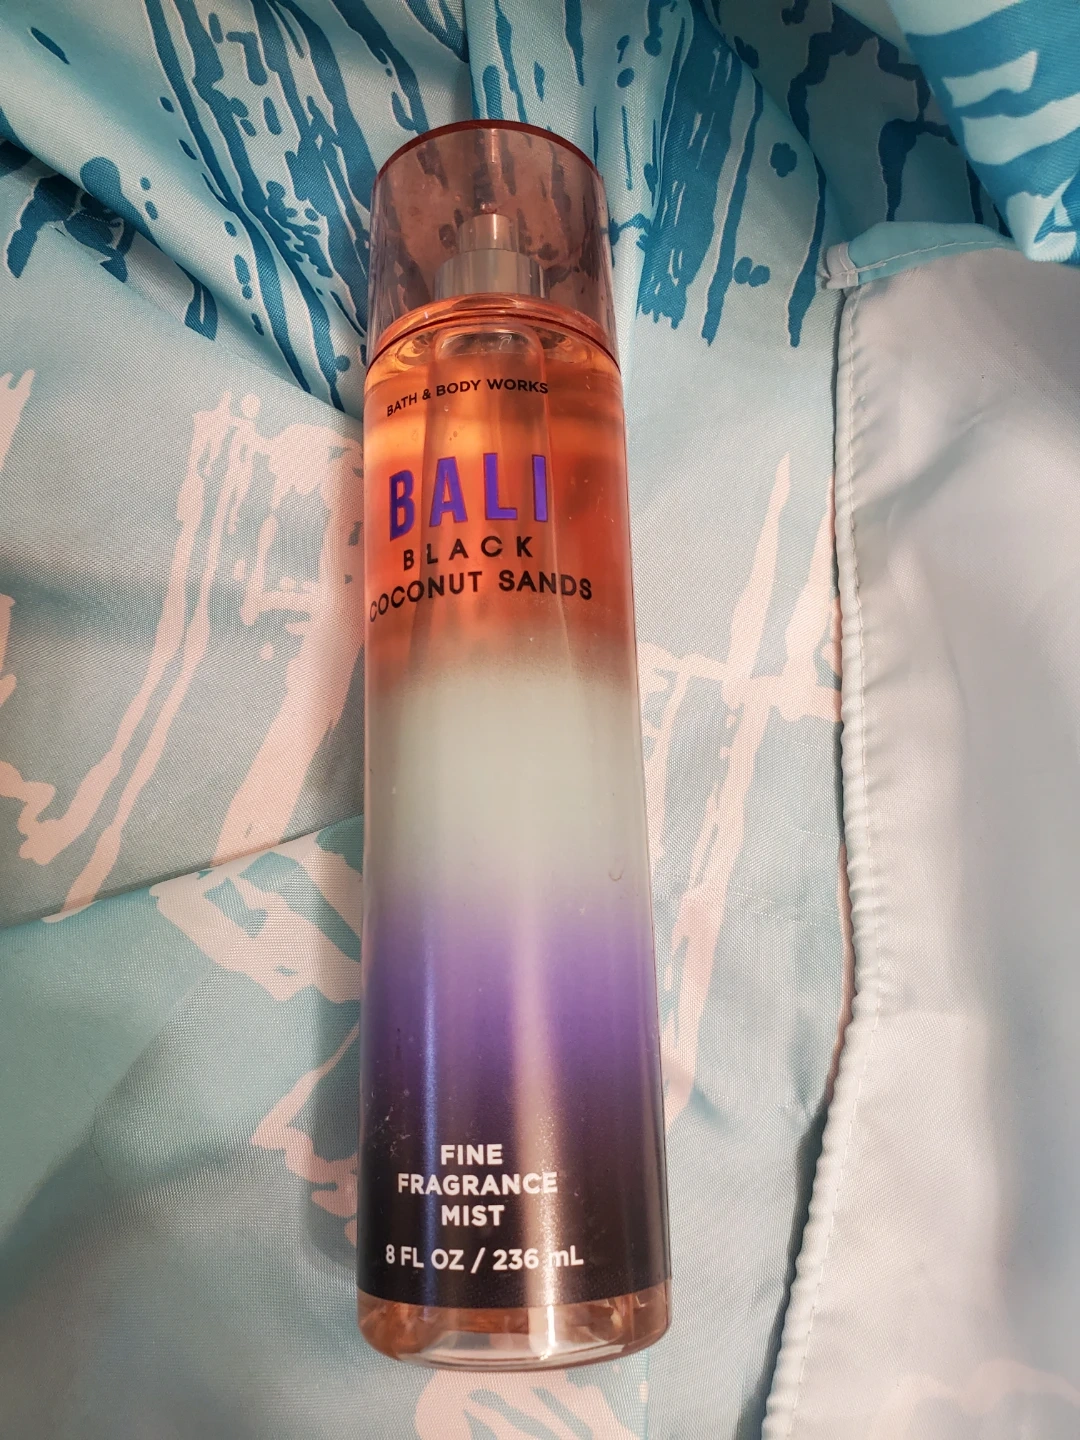 BATH & BODY WORKS
BALI
BLACK
COCONUT SANDS
FINE
FRAGRANCE
MIST
8 FL OZ / 236 mL